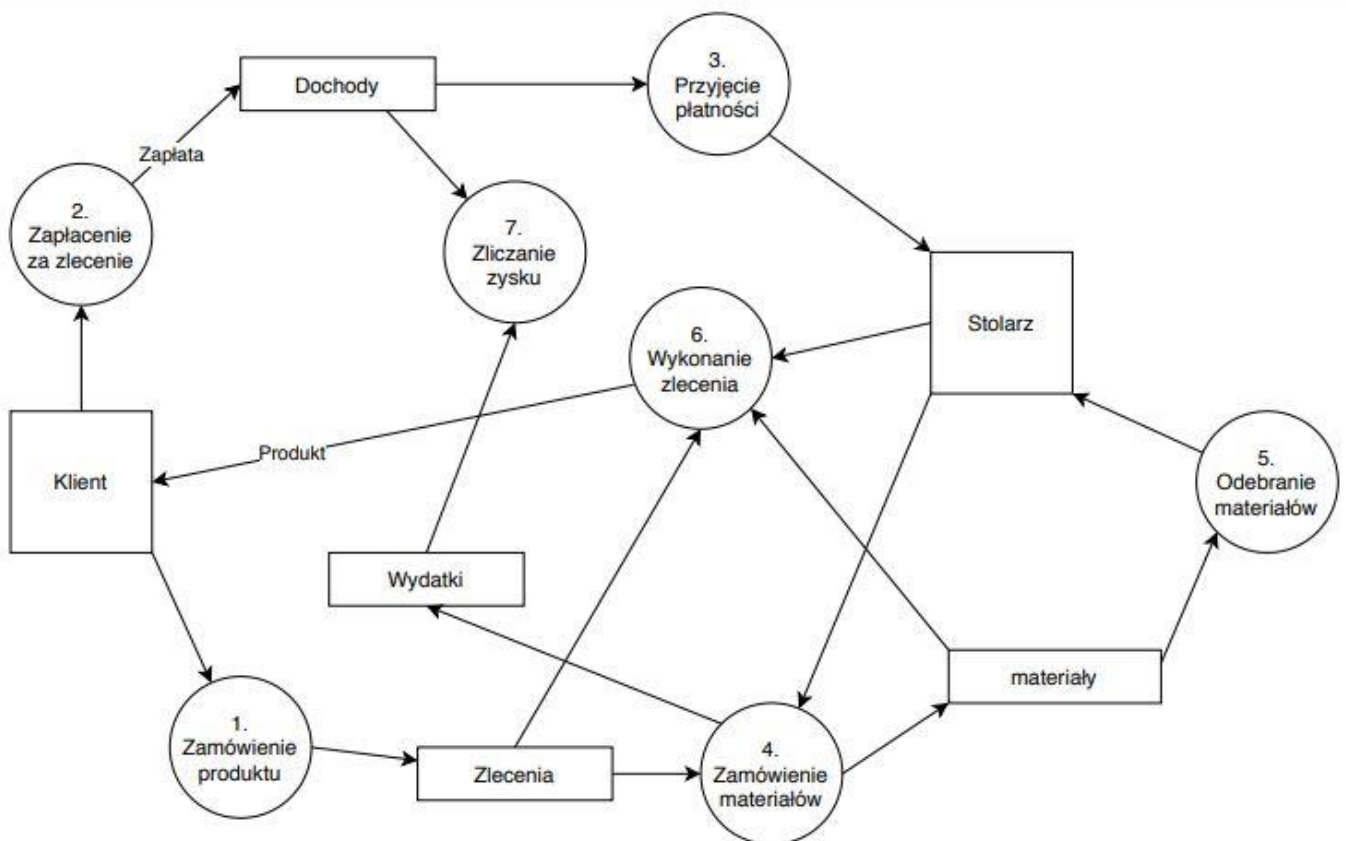 Dochody
3.
Przyjęcie
płatności
Zapłata
2.
Zapłacenie
za zlecenie
7.
Zliczanie
zysku
Stolarz
6.
Wykonanie
zlecenia
Klient
Produkt
5.
Odebranie
materiałów
Wydatki
materiały
1.
Zamówienie
produktu
Zlecenia
4.
Zamówienie
materiałów